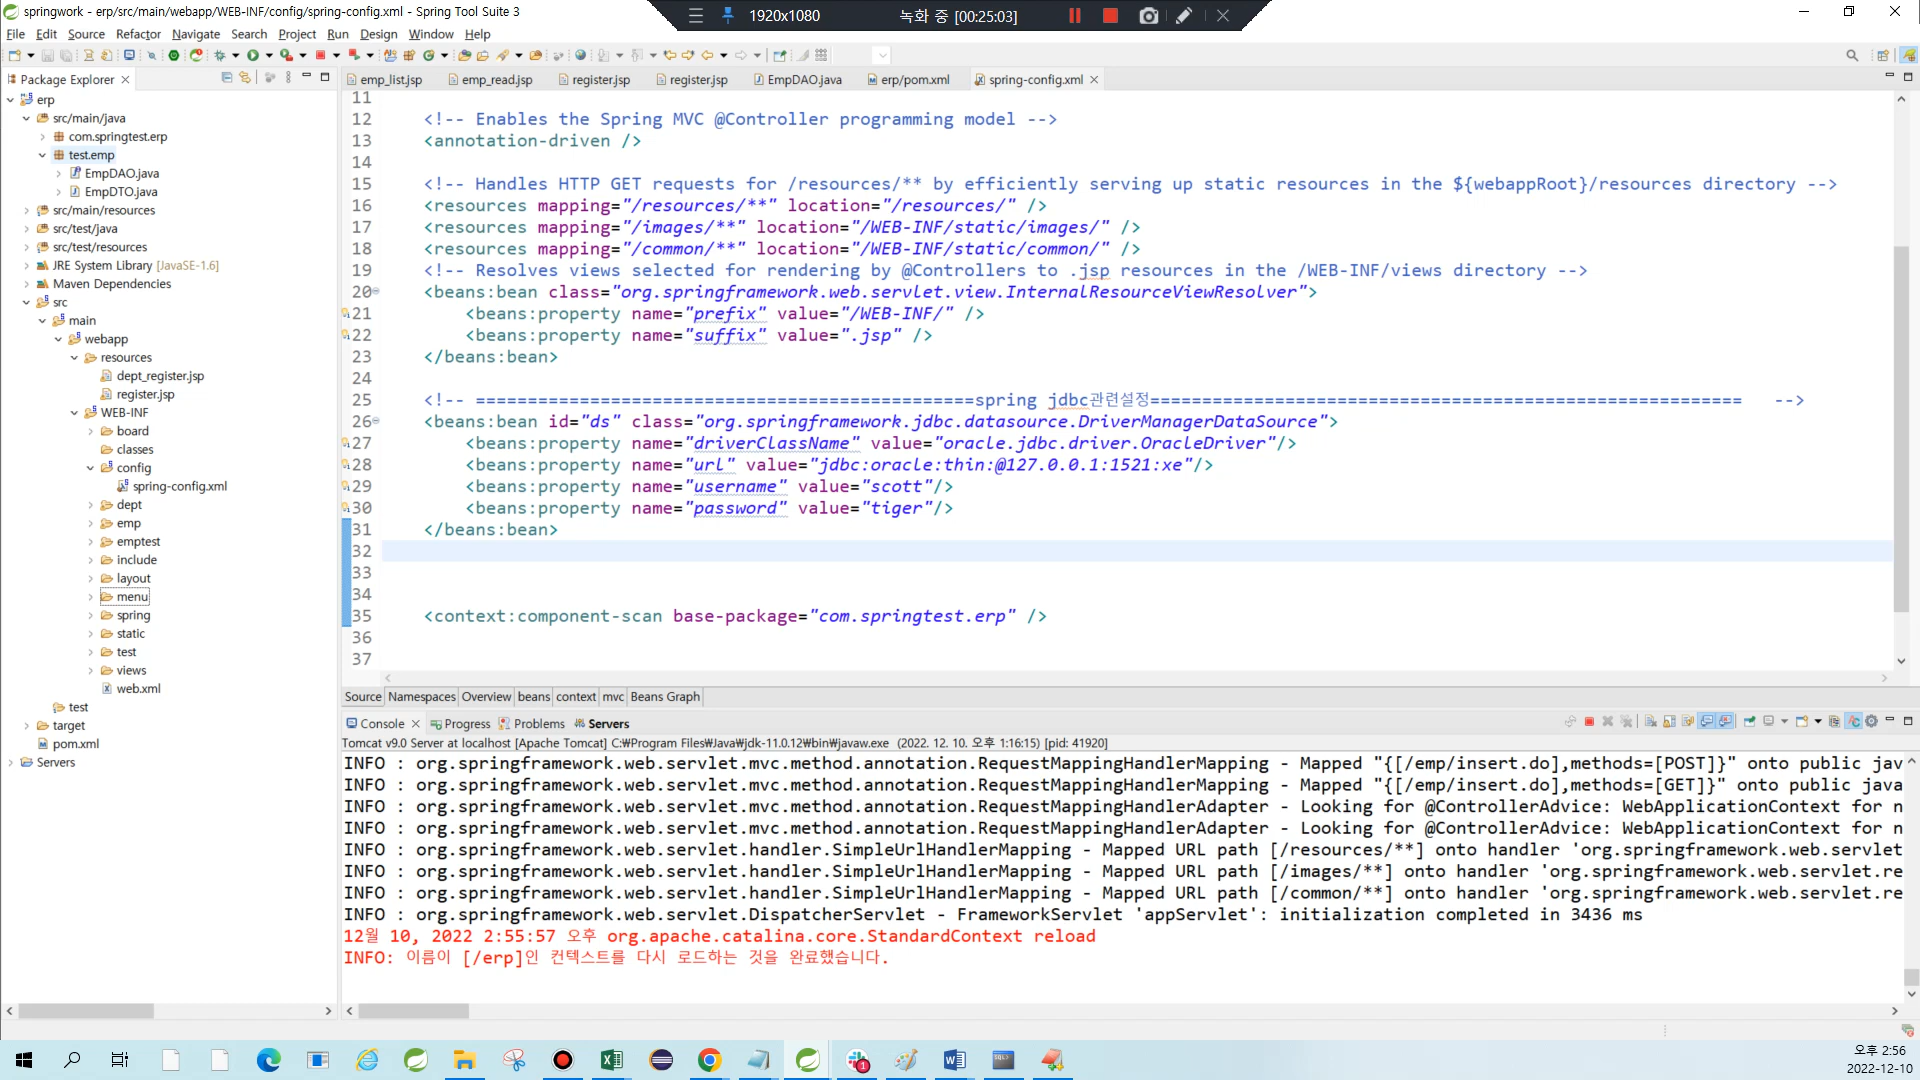 springwork - erp/src/main/webapp/WEB-INF/config/spring-config.xml - Spring Tool Suite 3
1920x1080
녹화 중 [00:25:03]
File Edit Source Refactor Navigate Search Project Run Design Window Help
Package Explorer
emp_list.jsp
emp_read.jsp
register.jsp
register.jsp
EmpDAO.java
erp/pom.xml
spring-config.xml
erp
src/main/java
com.springtest.erp
test.emp
EmpDAO.java
EmpDTO.java
src/main/resources
src/test/java
src/test/resources
JRE System Library [JavaSE-1.6]
Maven Dependencies
src
main
webapp
resources
dept_register.jsp
register.jsp
WEB-INF
board
classes
config
spring-config.xml
dept
emp
emptest
include
layout
menu
spring
static
test
views
web.xml
test
target
pom.xml
Servers
11
12 <!-- Enables the Spring MVC @Controller programming model -->
13 <annotation-driven />
14
15 <!-- Handles HTTP GET requests for /resources/** by efficiently serving up static resources in the ${webappRoot}/resources directory -->
16 <resources mapping="/resources/**" location="/resources/" />
17 <resources mapping="/images/**" location="/WEB-INF/static/images/" />
18 <resources mapping="/common/**" location="/WEB-INF/static/common/" />
19 <!-- Resolves views selected for rendering by @Controllers to .jsp resources in the /WEB-INF/views directory -->
20 <beans:bean class="org.springframework.web.servlet.view.InternalResourceViewResolver">
21 <beans:property name="prefix" value="/WEB-INF/" />
22 <beans:property name="suffix" value=".jsp" />
23 </beans:bean>
24
25 <!-- ================================================spring jdbc관련설정========================================================= -->
26 <beans:bean id="ds" class="org.springframework.jdbc.datasource.DriverManagerDataSource">
27 <beans:property name="driverClassName" value="oracle.jdbc.driver.OracleDriver"/>
28 <beans:property name="url" value="jdbc:oracle:thin:@127.0.0.1:1521:xe"/>
29 <beans:property name="username" value="scott"/>
30 <beans:property name="password" value="tiger"/>
31 </beans:bean>
32
33
34
35 <context:component-scan base-package="com.springtest.erp" />
36
37
Source Namespaces Overview beans context mvc Beans Graph
Console Progress Problems Servers
Tomcat v9.0 Server at localhost [Apache Tomcat] C:₩Program Files₩Java₩jdk-11.0.12₩bin₩javaw.exe (2022. 12. 10. 오후 1:16:15) [pid: 41920]
INFO : org.springframework.web.servlet.mvc.method.annotation.RequestMappingHandlerMapping - Mapped "{[/emp/insert.do],methods=[POST]}" onto public jav
INFO : org.springframework.web.servlet.mvc.method.annotation.RequestMappingHandlerMapping - Mapped "{[/emp/insert.do],methods=[GET]}" onto public java
INFO : org.springframework.web.servlet.mvc.method.annotation.RequestMappingHandlerAdapter - Looking for @ControllerAdvice: WebApplicationContext for n
INFO : org.springframework.web.servlet.mvc.method.annotation.RequestMappingHandlerAdapter - Looking for @ControllerAdvice: WebApplicationContext for n
INFO : org.springframework.web.servlet.handler.SimpleUrlHandlerMapping - Mapped URL path [/resources/**] onto handler 'org.springframework.web.servlet
INFO : org.springframework.web.servlet.handler.SimpleUrlHandlerMapping - Mapped URL path [/images/**] onto handler 'org.springframework.web.servlet.re
INFO : org.springframework.web.servlet.handler.SimpleUrlHandlerMapping - Mapped URL path [/common/**] onto handler 'org.springframework.web.servlet.re
INFO : org.springframework.web.servlet.DispatcherServlet - FrameworkServlet 'appServlet': initialization completed in 3436 ms
12월 10, 2022 2:55:57 오후 org.apache.catalina.core.StandardContext reload
INFO: 이름이 [/erp]인 컨텍스트를 다시 로드하는 것을 완료했습니다.
오후 2:56
2022-12-10